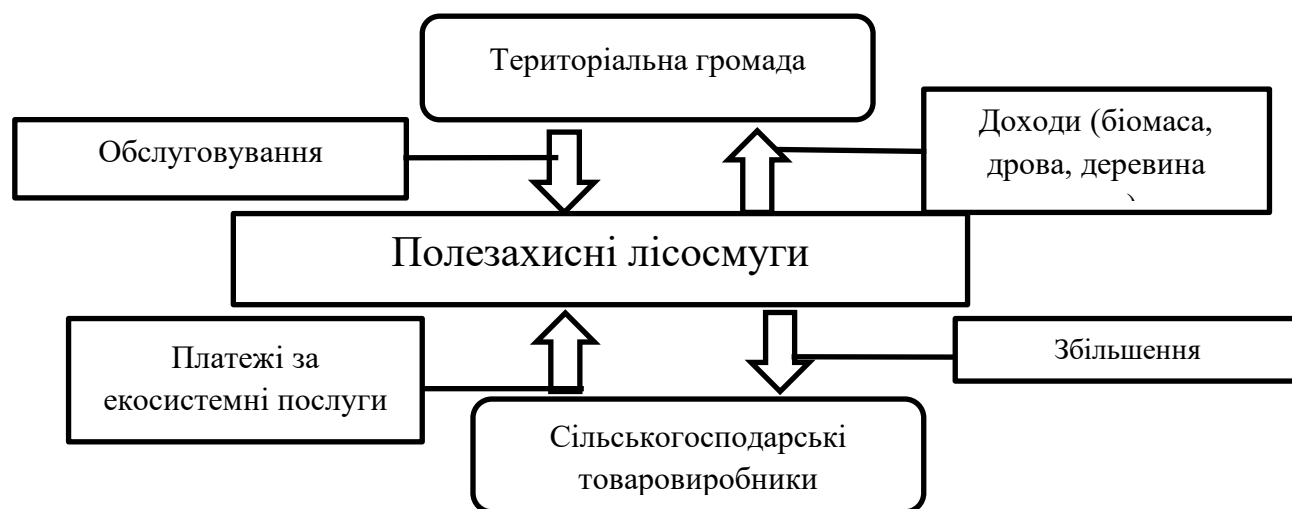 Територіальна громада
Обслуговування
Доходи (біомаса,
дрова, деревина
Полезахисні лісосмуги
Платежі за
екосистемні послуги
Збільшення
Сільськогосподарські
товаровиробники